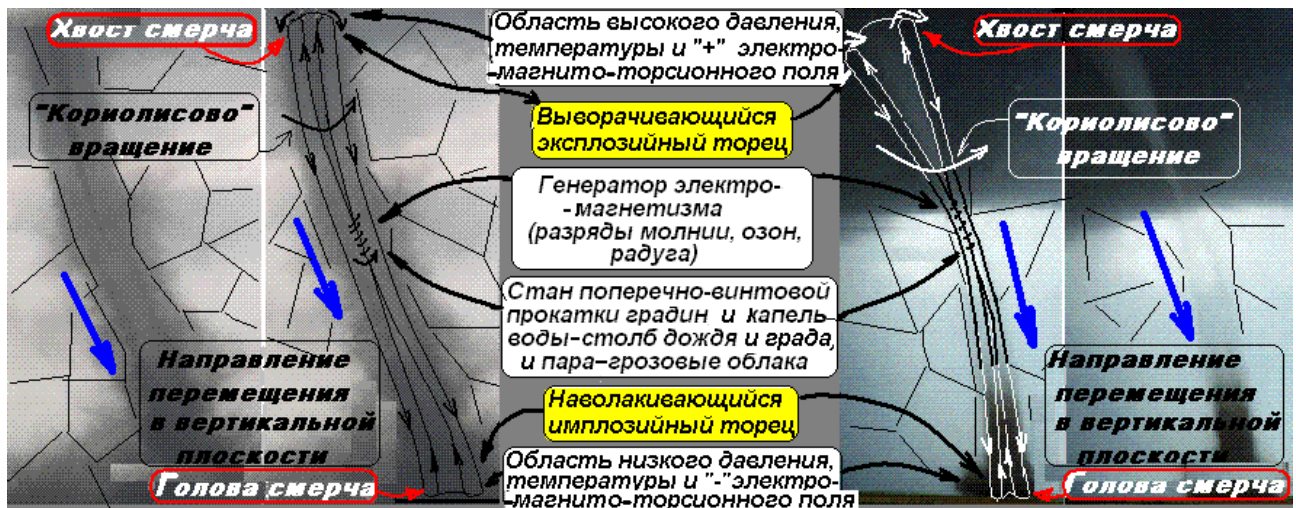 Хвост смерча
"Кориолисово"
вращение
Направление
перемещения
в вертикальной
плоскости
Голова смерча
Область высокого давления,
температуры и "+" электро-
-магнито-торсионного поля
Выворачивающийся
эксплозийный торец
Генератор электро-
-магнетизма
(разряды молнии, озон,
радуга)
Стан поперечно-винтовой
прокатки градин и капель
воды-столб дождя и града,
и пара-грозовые облака
Наволакивающийся
имплозийный торец
Область низкого давления,
температуры и "-"электро-
-магнито-торсионного поля
Хвост смерча
"Кориолисово"
вращение
Направление
перемещения
в вертикальной
плоскости
Голова смерча